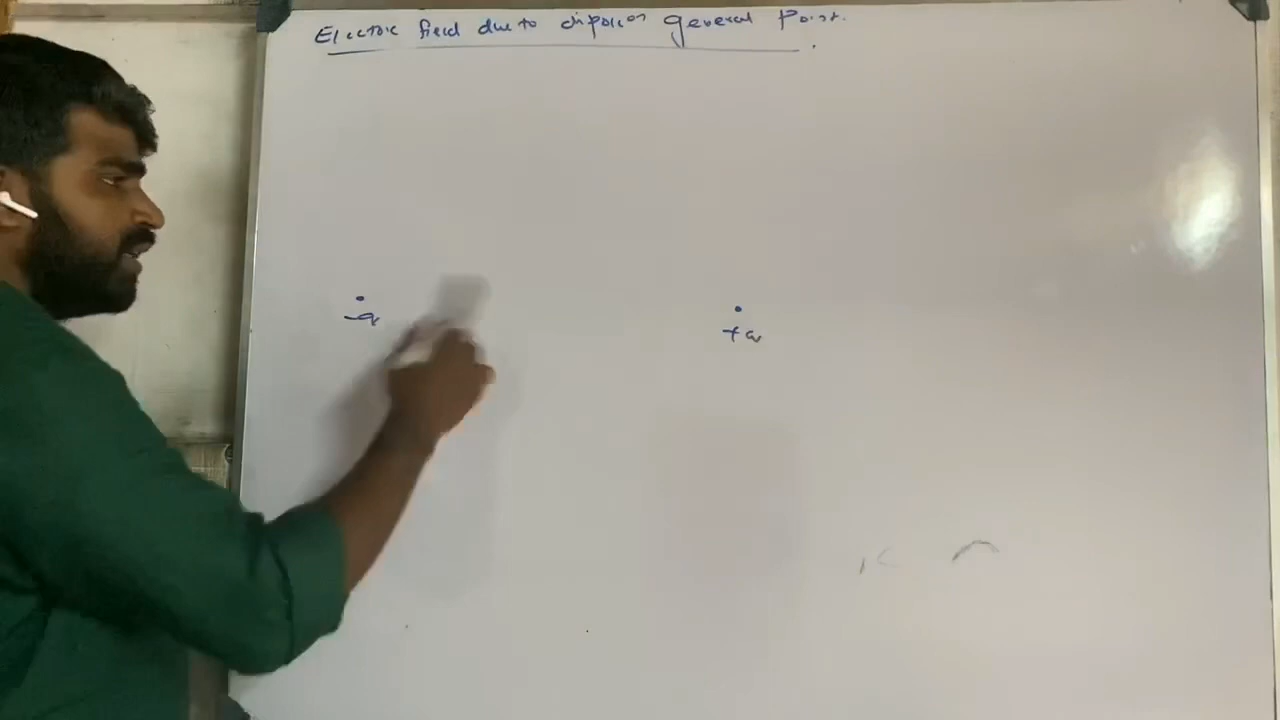 Electric field due to dipole on general Point.
-q
+q